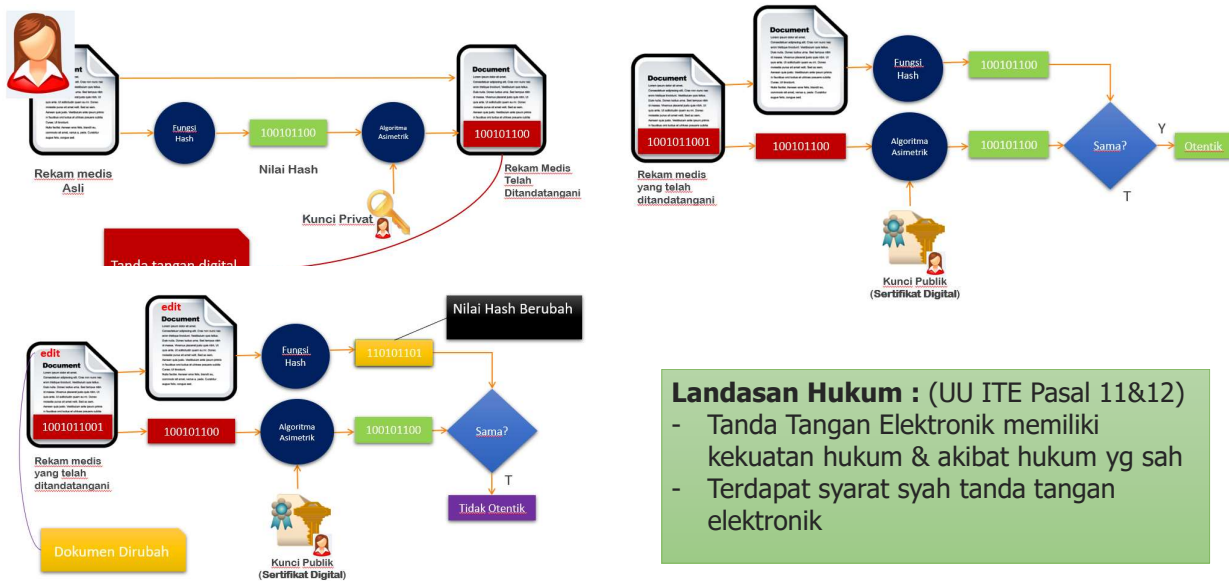 Document
Fungsi
Hash
100101100
Nilai Hash
Algoritma
Asimetrik
Document
100101100
Rekam medis
Asli
Rekam Medis
Telah
Ditandatangani
Kunci Privat
Tanda tangan digital
Document
1001011001
Rekam medis
yang telah
ditandatangani
Document
Fungsi
Hash
100101100
100101100
Algoritma
Asimetrik
100101100
Sama?
Y
Otentik
T
Kunci Publik
(Sertifikat Digital)
edit
Document
1001011001
Rekam medis
yang telah
ditandatangani
edit
Document
Fungsi
Hash
110101101
Nilai Hash Berubah
100101100
Algoritma
Asimetrik
100101100
Sama?
T
Tidak Otentik
Kunci Publik
(Sertifikat Digital)
Dokumen Dirubah
Landasan Hukum : (UU ITE Pasal 11&12)
- Tanda Tangan Elektronik memiliki
kekuatan hukum & akibat hukum yg sah
- Terdapat syarat syah tanda tangan
elektronik